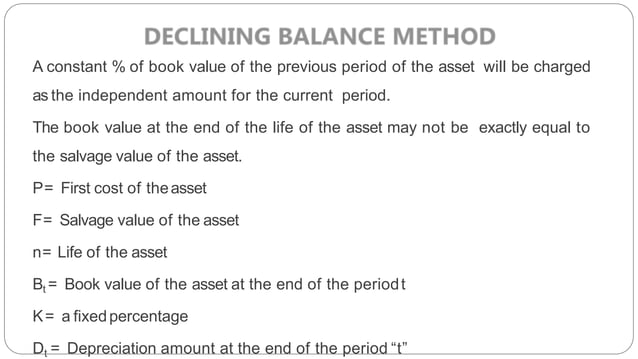 DECLINING BALANCE METHOD
A constant % of book value of the previous period of the asset will be charged
as the independent amount for the current period.
The book value at the end of the life of the asset may not be exactly equal to
the salvage value of the asset.
P= First cost of the asset
F= Salvage value of the asset
n= Life of the asset
Bt= Book value of the asset at the end of the period t
K= a fixed percentage
Dt= Depreciation amount at the end of the period “t”